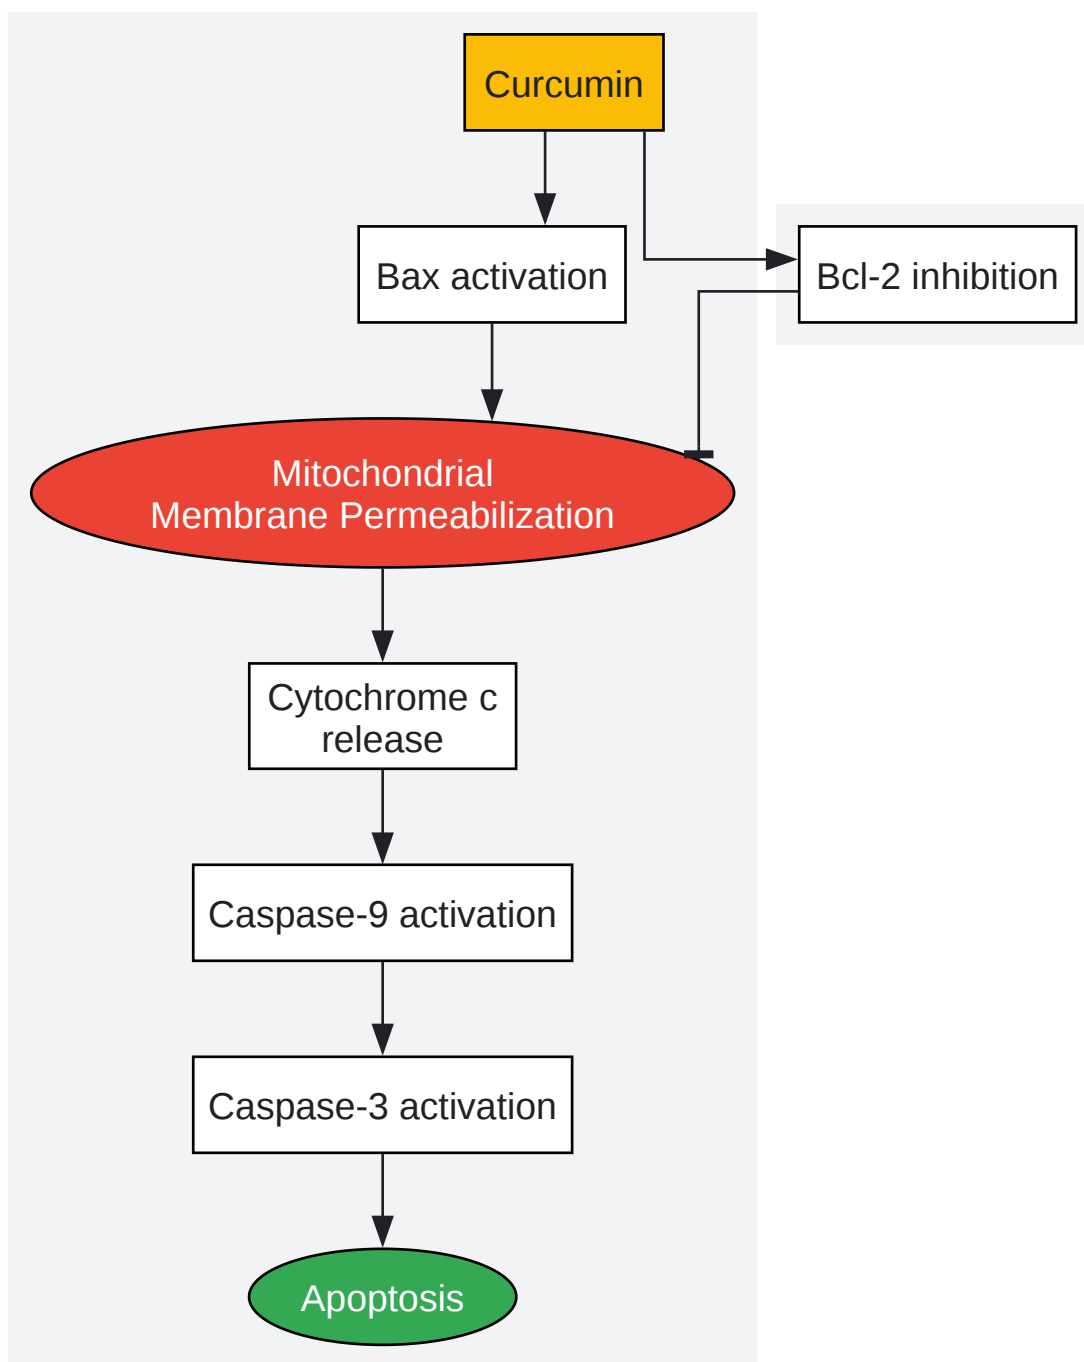 Curcumin
Bax activation
Bcl-2 inhibition
Mitochondrial
Membrane Permeabilization
Cytochrome c
release
Caspase-9 activation
Caspase-3 activation
Apoptosis